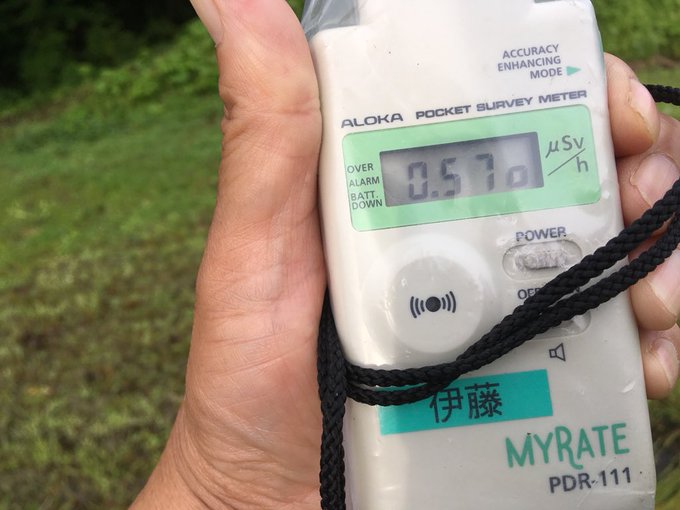 ACCURACY
ENHANCING
MODE
ALOKA POCKET SURVEY METER
OVER
ALARM
BATT.
DOWN
0.570
μSv/h
POWER
伊藤
MYRATE
PDR-111